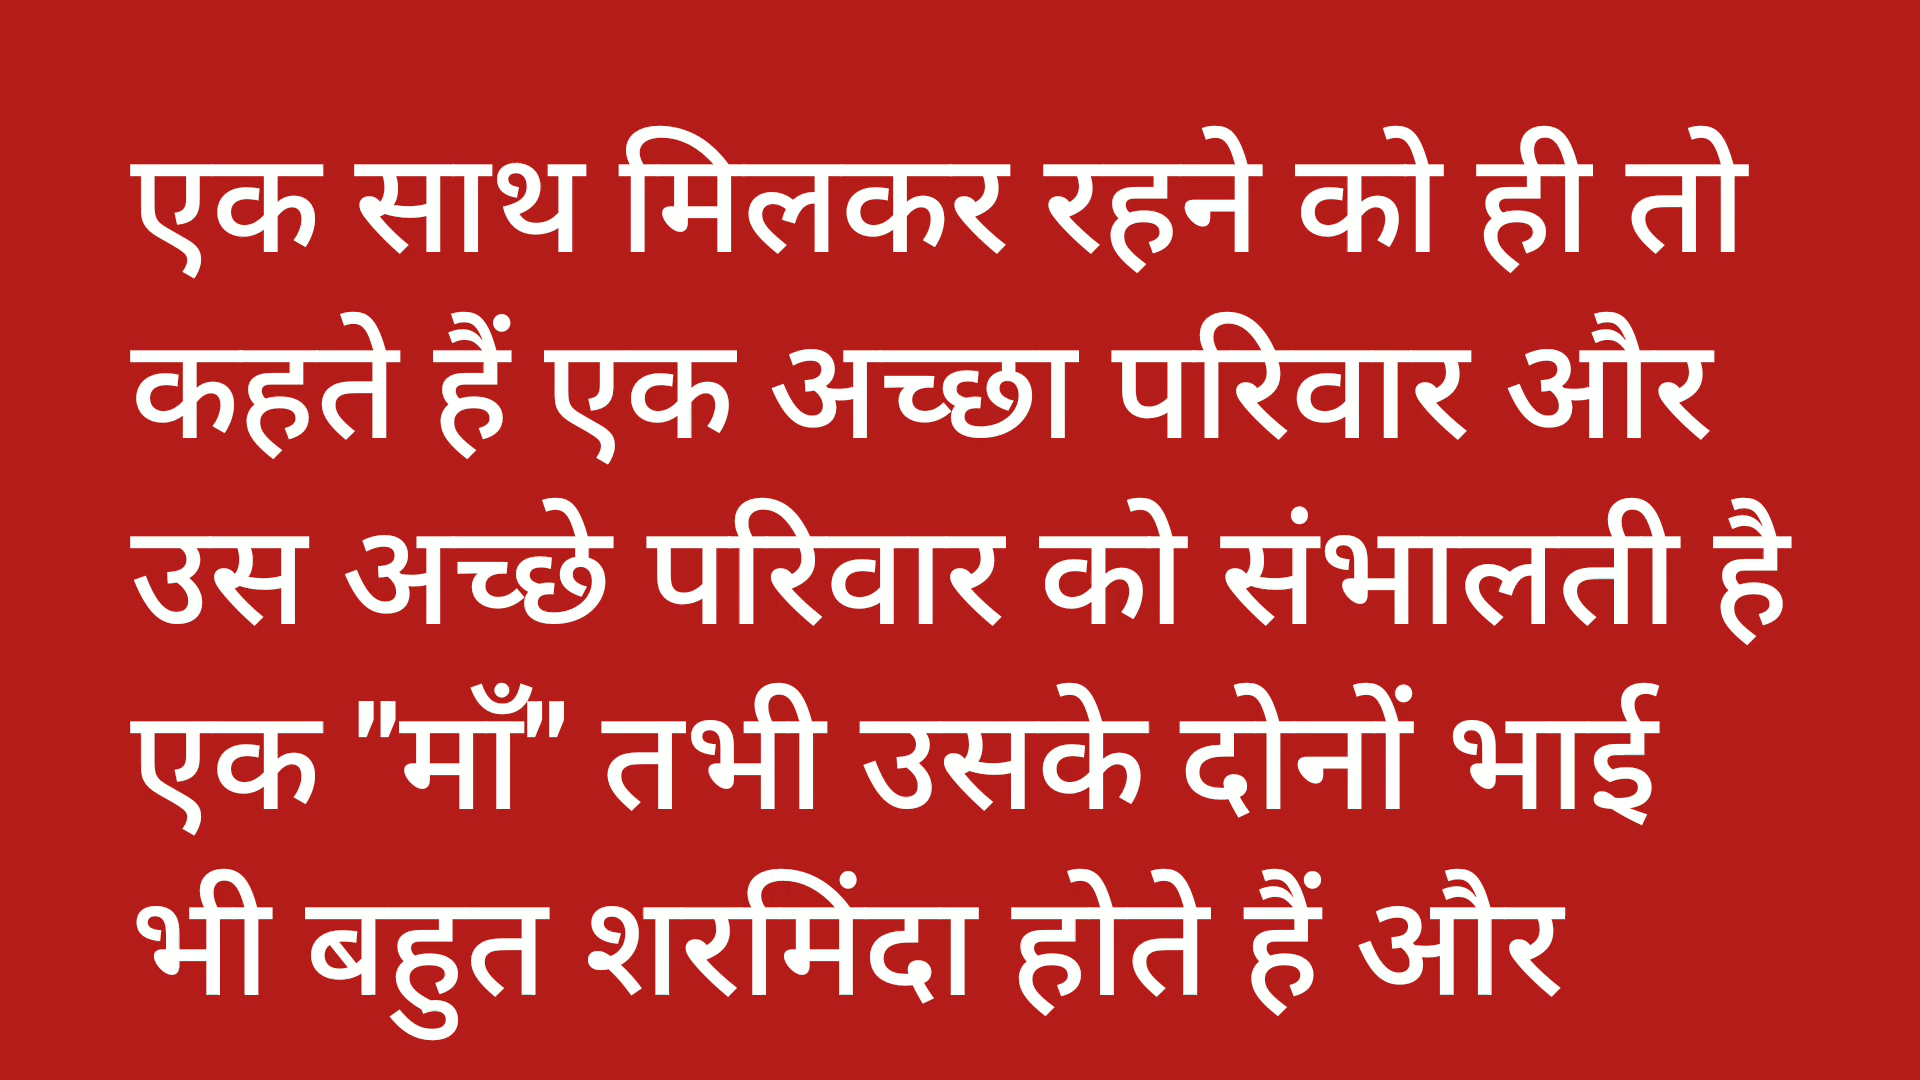 एक साथ मिलकर रहने को ही तो
कहते हैं एक अच्छा परिवार और
उस अच्छे परिवार को संभालती है
एक "माँ" तभी उसके दोनों भाई
भी बहुत शरमिंदा होते हैं और